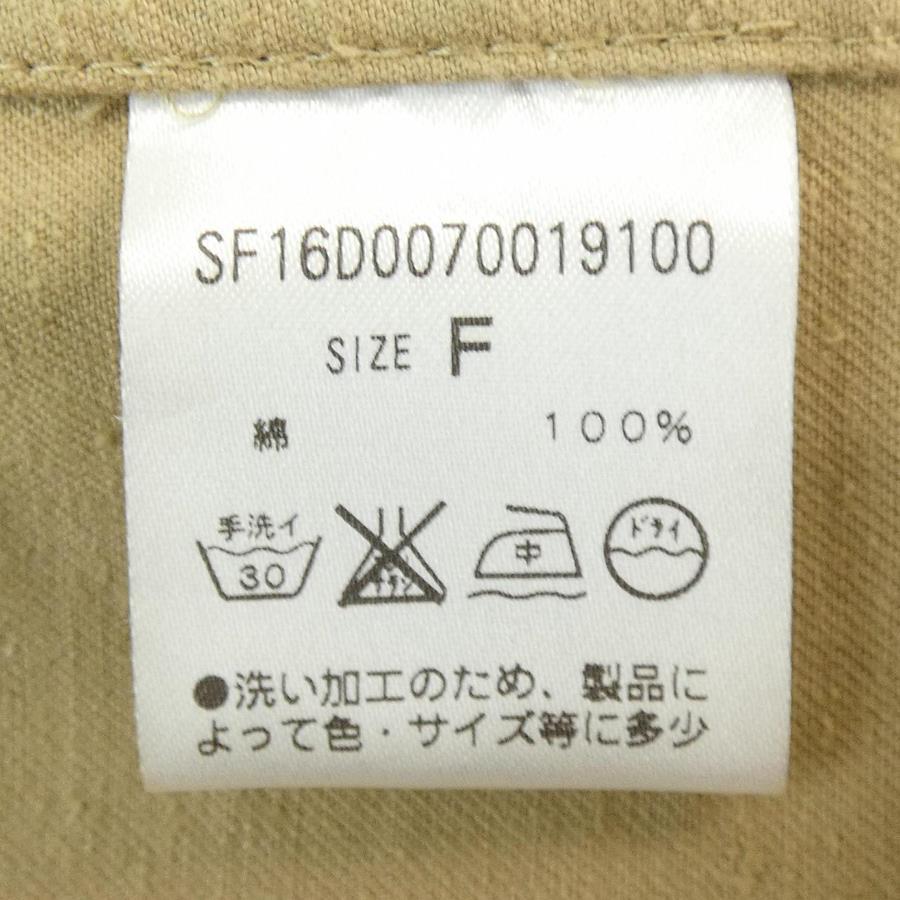 SF16D0070019100
SIZE F
綿 100%
手洗イ 30 中 ドライ
●洗い加工のため、製品に
よって色・サイズ等に多少